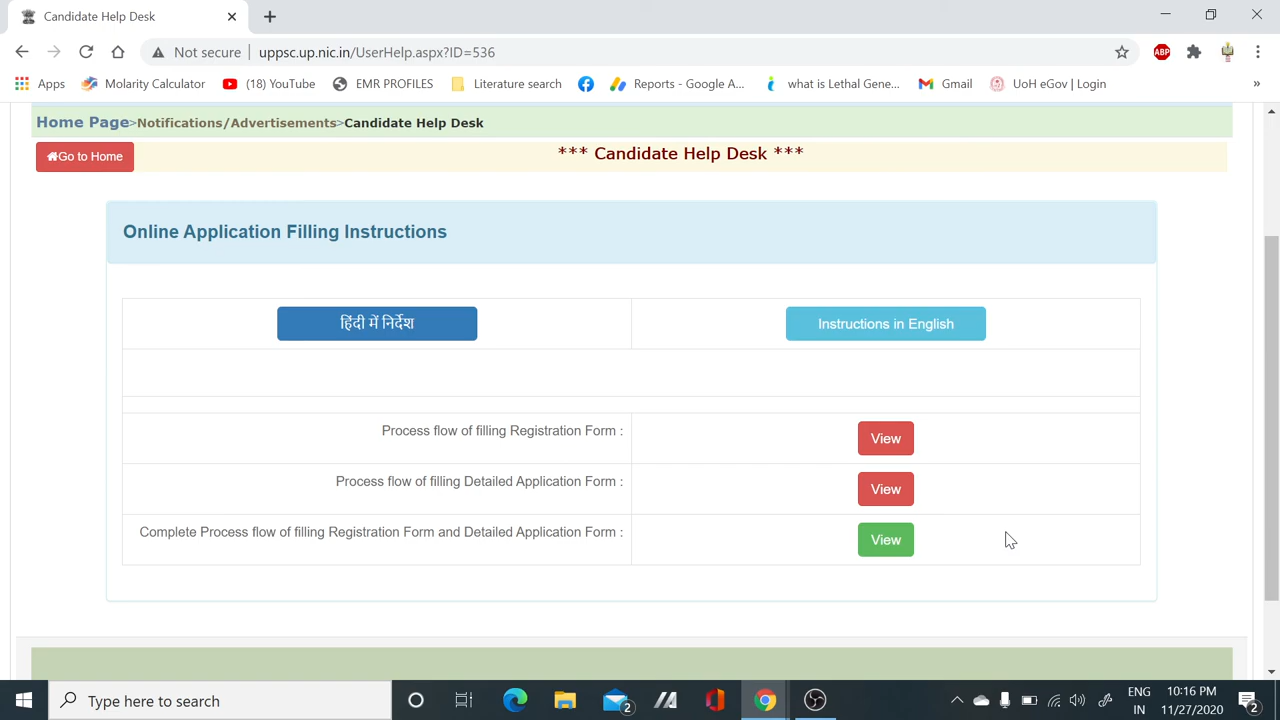 Candidate Help Desk
Not secure uppsc.up.nic.in/UserHelp.aspx?ID=536
ABP
Apps Molarity Calculator (18) YouTube EMR PROFILES Literature search Reports - Google A... what is Lethal Gene... Gmail UoH eGov | Login »
Home Page>Notifications/Advertisements>Candidate Help Desk
Go to Home
*** Candidate Help Desk ***
Online Application Filling Instructions
हिंदी में निर्देश Instructions in English
Process flow of filling Registration Form : View
Process flow of filling Detailed Application Form : View
Complete Process flow of filling Registration Form and Detailed Application Form : View
Type here to search
2
ENG 10:16 PM
IN 11/27/2020
2